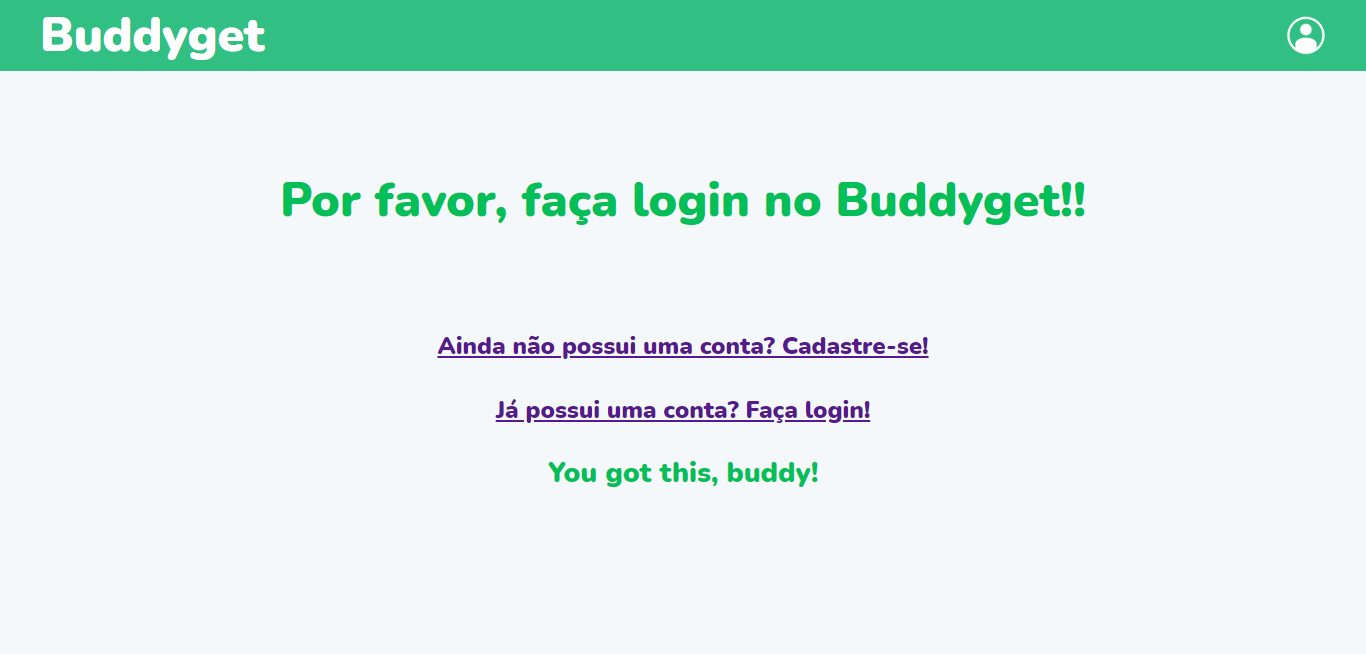 Buddyget
Por favor, faça login no Buddyget!!
Ainda não possui uma conta? Cadastre-se!
Já possui uma conta? Faça login!
You got this, buddy!